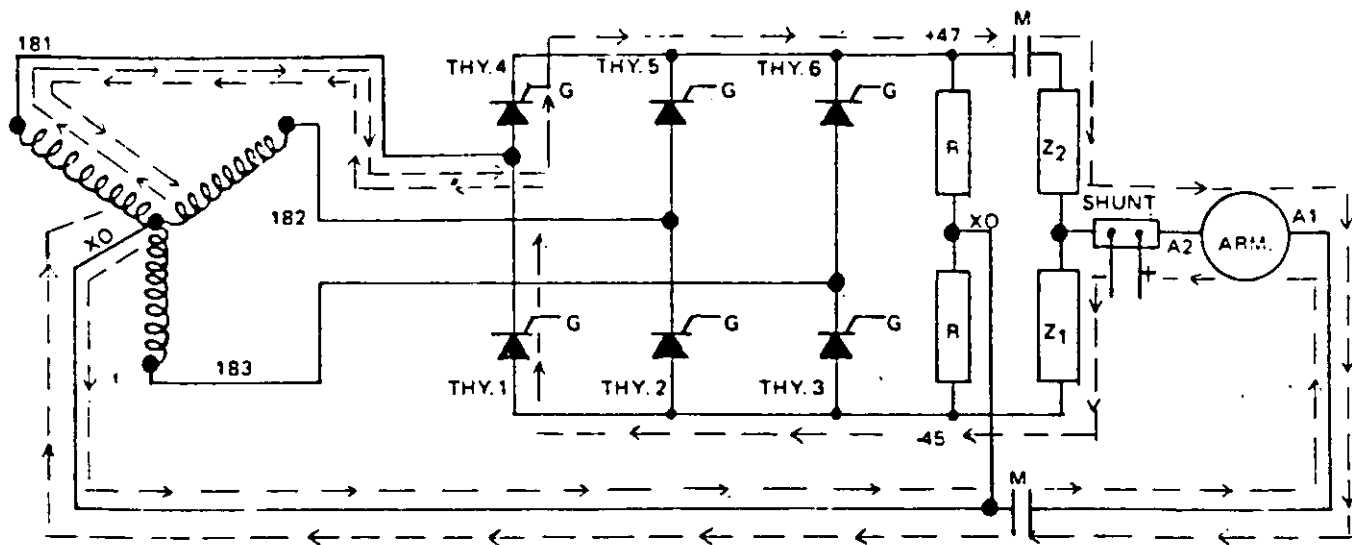 181
+47
M
THY.4
THY.5
THY.6
G
G
G
R
Z2
182
XO
XO
SHUNT
A2
ARM.
A1
+
G
G
G
R
Z1
183
THY.1
THY.2
THY.3
-45
M